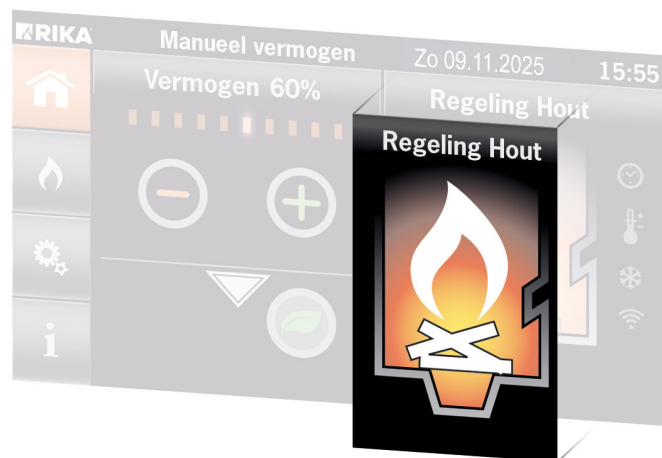 RIKA
Manueel vermogen
Zo 09.11.2025
15:55
Vermogen 60%
Regeling Hout
Regeling Hout
i